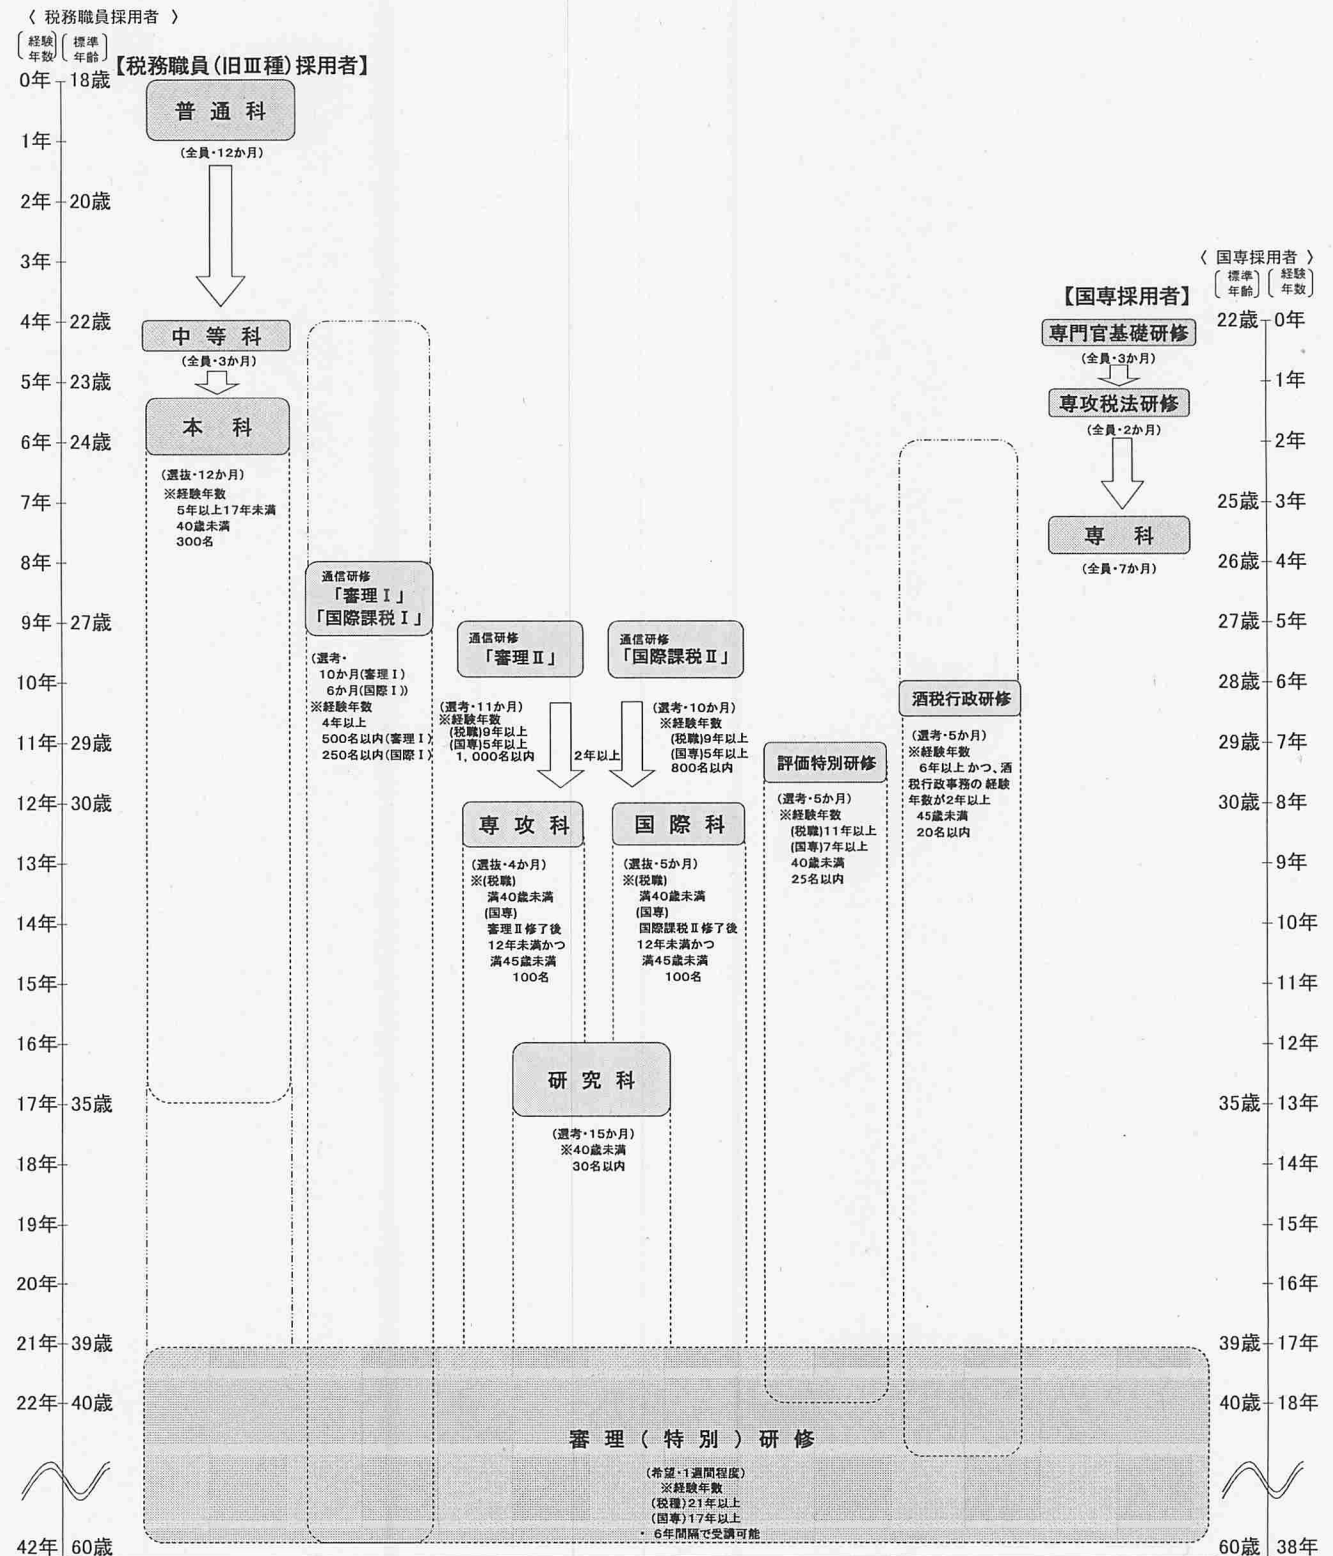 〈 税務職員採用者 〉
経験年数
標準年齢
【税務職員(旧Ⅲ種)採用者】
0年 18歳
1年
2年 20歳
3年
4年 22歳
5年 23歳
6年 24歳
7年
8年
9年 27歳
10年
11年 29歳
12年 30歳
13年
14年
15年
16年
17年 35歳
18年
19年
20年
21年 39歳
22年 40歳
42年 60歳
普通科
(全員・12か月)
中等科
(全員・3か月)
本科
(選抜・12か月)
※経験年数
5年以上17年未満
40歳未満
300名
通信研修
「審理Ⅰ」
「国際課税Ⅰ」
(選考・
10か月(審理Ⅰ)
6か月(国際Ⅰ))
※経験年数
4年以上
500名以内(審理Ⅰ)
250名以内(国際Ⅰ)
通信研修
「審理Ⅱ」
(選考・11か月)
※経験年数
(税職)9年以上
(国専)5年以上
1,000名以内
2年以上
通信研修
「国際課税Ⅱ」
(選考・10か月)
※経験年数
(税職)9年以上
(国専)5年以上
800名以内
専攻科
(選抜・4か月)
※(税職)
満40歳未満
(国専)
審理Ⅱ修了後
12年未満かつ
満45歳未満
100名
国際科
(選抜・5か月)
※(税職)
満40歳未満
(国専)
国際課税Ⅱ修了後
12年未満かつ
満45歳未満
100名
研究科
(選考・15か月)
※40歳未満
30名以内
評価特別研修
(選考・5か月)
※経験年数
(税職)11年以上
(国専)7年以上
40歳未満
25名以内
酒税行政研修
(選考・5か月)
※経験年数
6年以上かつ、酒
税行政事務の経験
年数が2年以上
45歳未満
20名以内
【国専採用者】
専門官基礎研修
(全員・3か月)
専攻税法研修
(全員・2か月)
専科
(全員・7か月)
〈 国専採用者 〉
標準年齢
経験年数
22歳 0年
1年
2年
25歳 3年
26歳 4年
27歳 5年
28歳 6年
29歳 7年
30歳 8年
9年
10年
11年
12年
35歳 13年
14年
15年
16年
39歳 17年
40歳 18年
60歳 38年
審理(特別)研修
(希望・1週間程度)
※経験年数
(税種)21年以上
(国専)17年以上
・ 6年間隔で受講可能